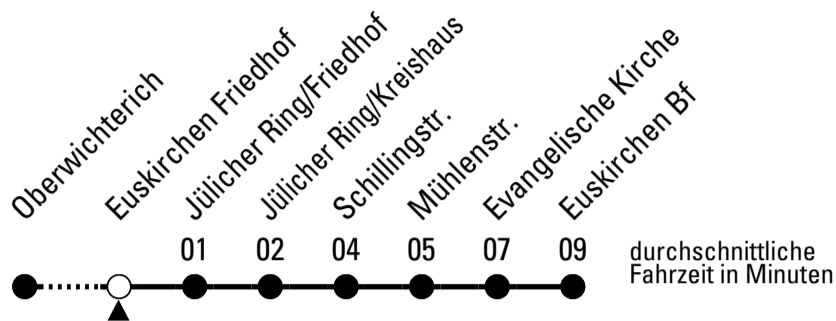 Oberwichterich
Euskirchen Friedhof
Jülicher Ring/Friedhof
Jülicher Ring/Kreishaus
Schillingstr.
Mühlenstr.
Evangelische Kirche
Euskirchen Bf
01 02 04 05 07 09
durchschnittliche
Fahrzeit in Minuten